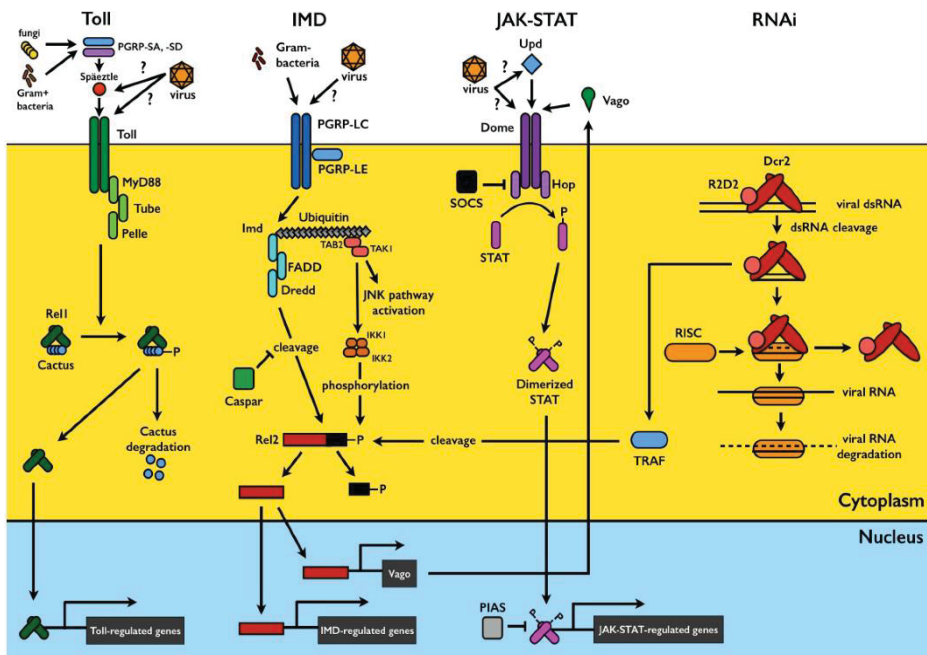 Toll
IMD
JAK-STAT
RNAi
fungi
PGRP-SA, -SD
Gram+
bacteria
Späeztle
?
?
virus
Toll
MyD88
Tube
Pelle
Rel1
Cactus
P
Cactus
degradation
Toll-regulated genes
Gram-
bacteria
?
virus
PGRP-LC
PGRP-LE
Imd
Ubiquitin
TAB2
TAK1
FADD
Dredd
JNK pathway
activation
IKK1
IKK2
cleavage
Caspar
phosphorylation
Rel2
P
P
Vago
IMD-regulated genes
Upd
virus
?
?
Vago
Dome
SOCS
Hop
STAT
P
P
P
Dimerized
STAT
cleavage
PIAS
P
P
JAK-STAT-regulated genes
Dcr2
R2D2
viral dsRNA
dsRNA cleavage
RISC
viral RNA
viral RNA
degradation
TRAF
Cytoplasm
Nucleus